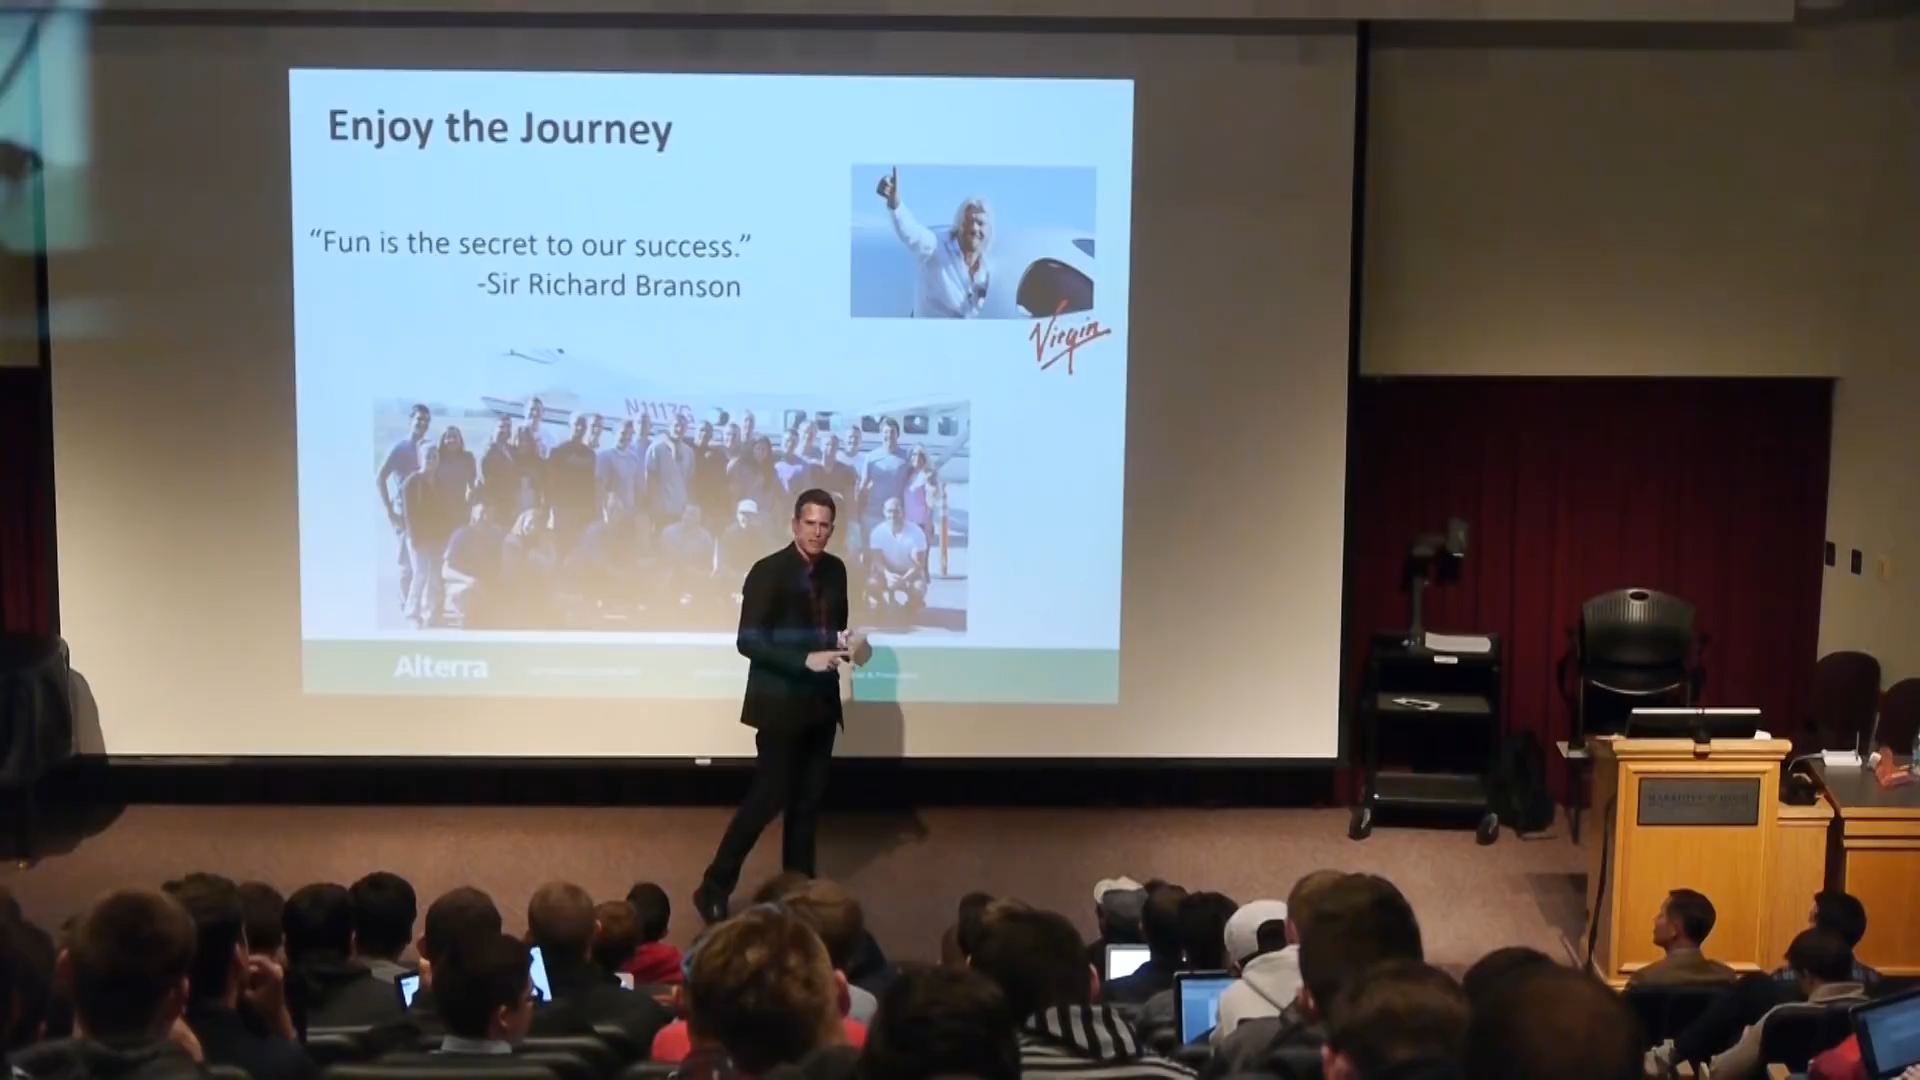 Enjoy the Journey
“Fun is the secret to our success.”
-Sir Richard Branson
Virgin
N1117G
Alterra